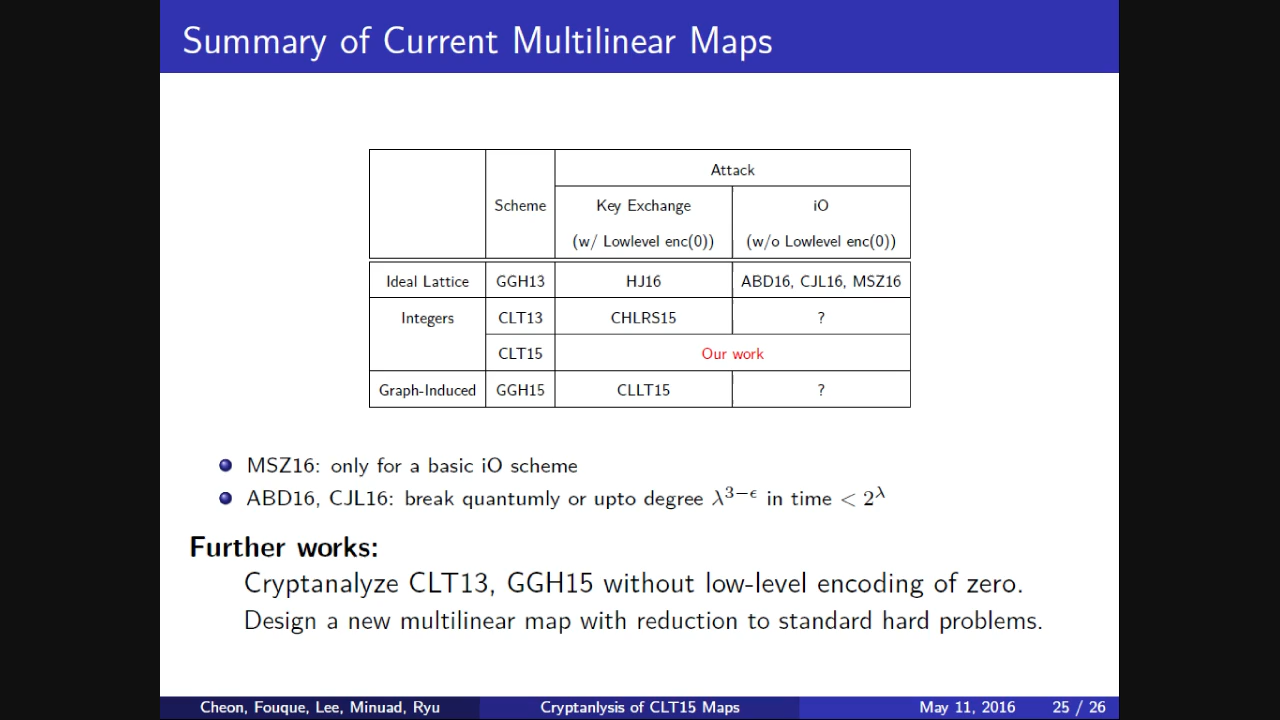 Summary of Current Multilinear Maps
Attack
Scheme Key Exchange iO
(w/ Lowlevel enc(0)) (w/o Lowlevel enc(0))
Ideal Lattice GGH13 HJ16 ABD16, CJL16, MSZ16
Integers CLT13 CHLRS15 ?
CLT15 Our work
Graph-Induced GGH15 CLLT15 ?
MSZ16: only for a basic iO scheme
ABD16, CJL16: break quantumly or upto degree λ³⁻ᵋ in time < 2^λ
Further works:
Cryptanalyze CLT13, GGH15 without low-level encoding of zero.
Design a new multilinear map with reduction to standard hard problems.
Cheon, Fouque, Lee, Minuad, Ryu Cryptanlysis of CLT15 Maps May 11, 2016 25 / 26